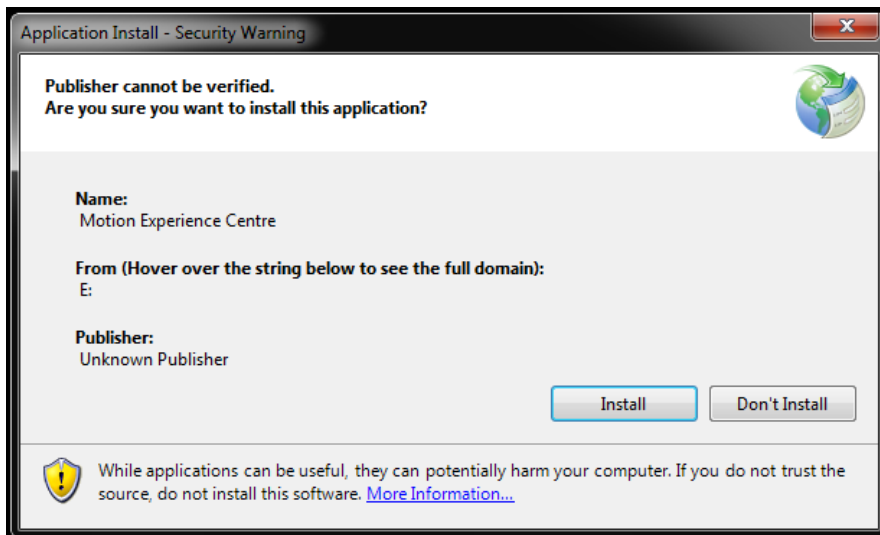 Application Install - Security Warning
Publisher cannot be verified.
Are you sure you want to install this application?
Name:
Motion Experience Centre
From (Hover over the string below to see the full domain):
E:
Publisher:
Unknown Publisher
Install
Don't Install
While applications can be useful, they can potentially harm your computer. If you do not trust the
source, do not install this software. More Information...